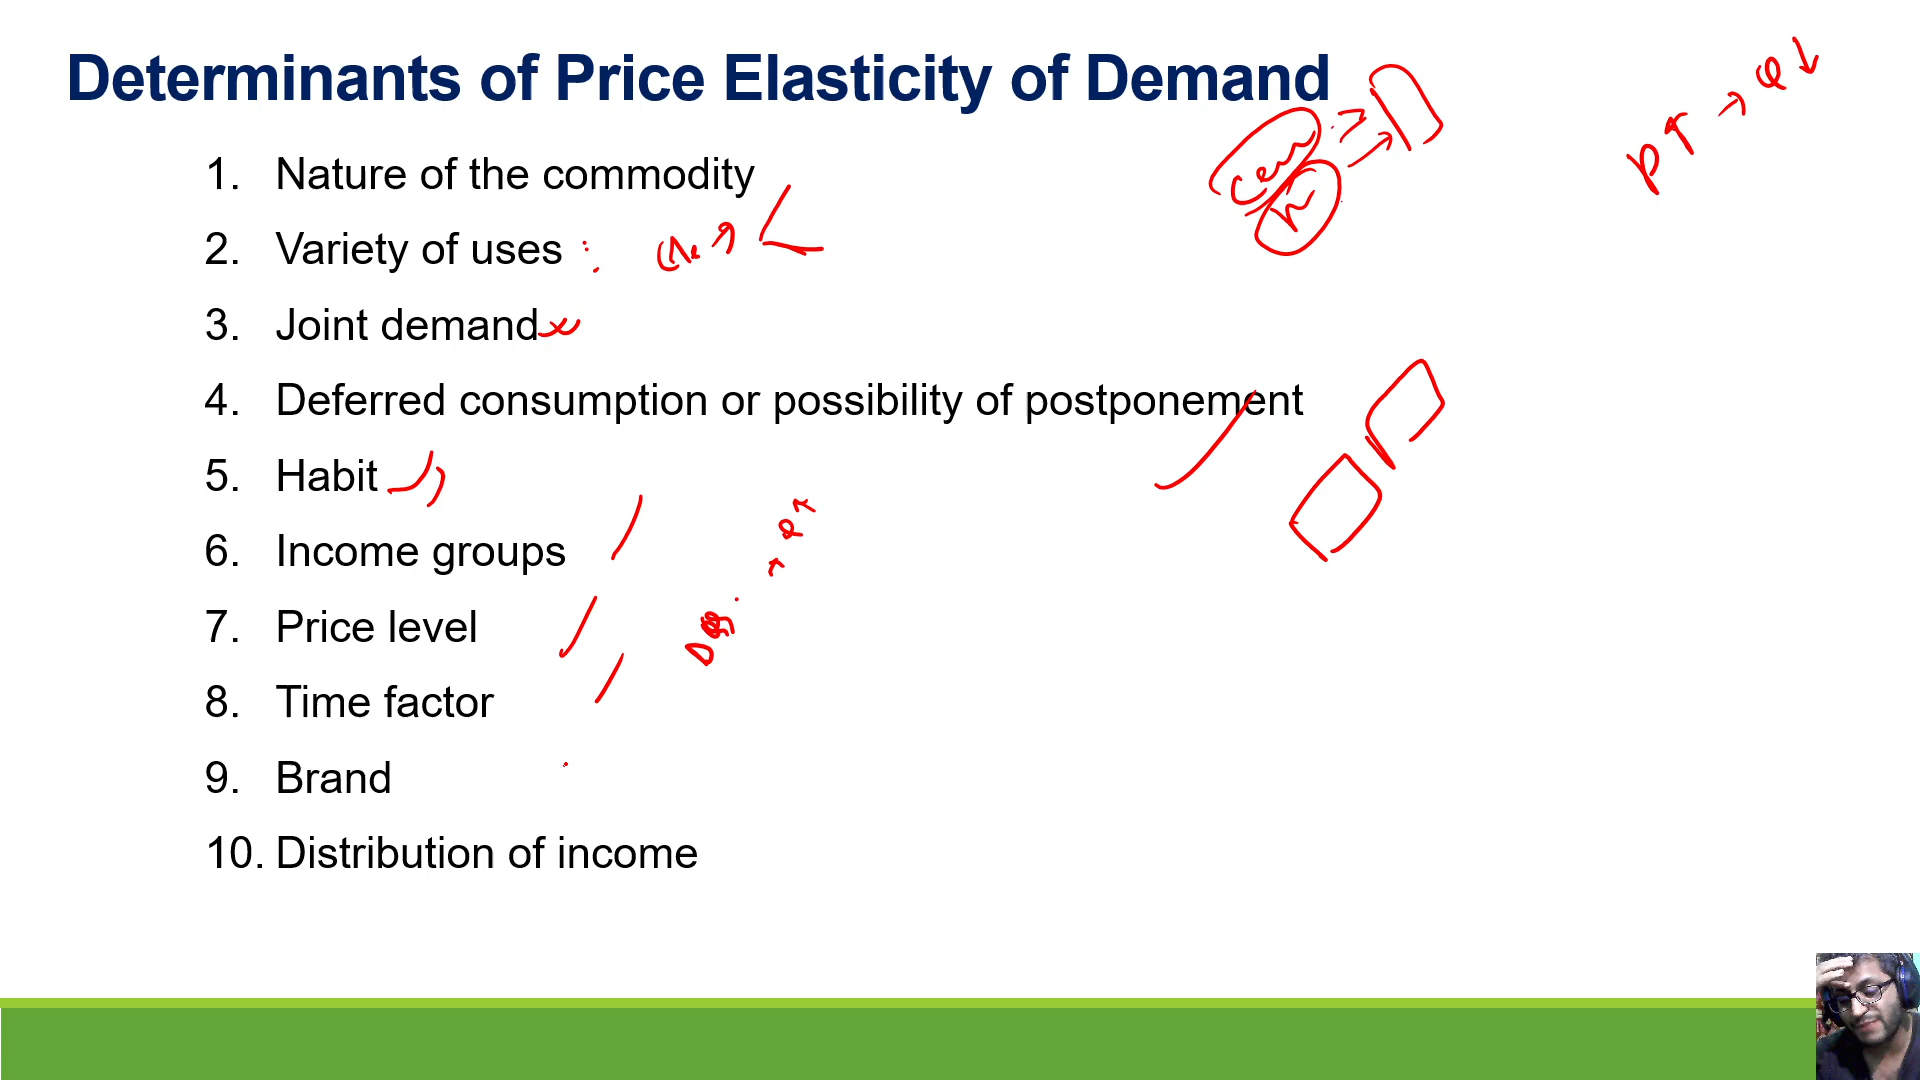 Determinants of Price Elasticity of Demand
P↑ → Q↓
1. Nature of the commodity
2. Variety of uses :
3. Joint demand
4. Deferred consumption or possibility of postponement
5. Habit
6. Income groups
7. Price level
8. Time factor
9. Brand
10. Distribution of income